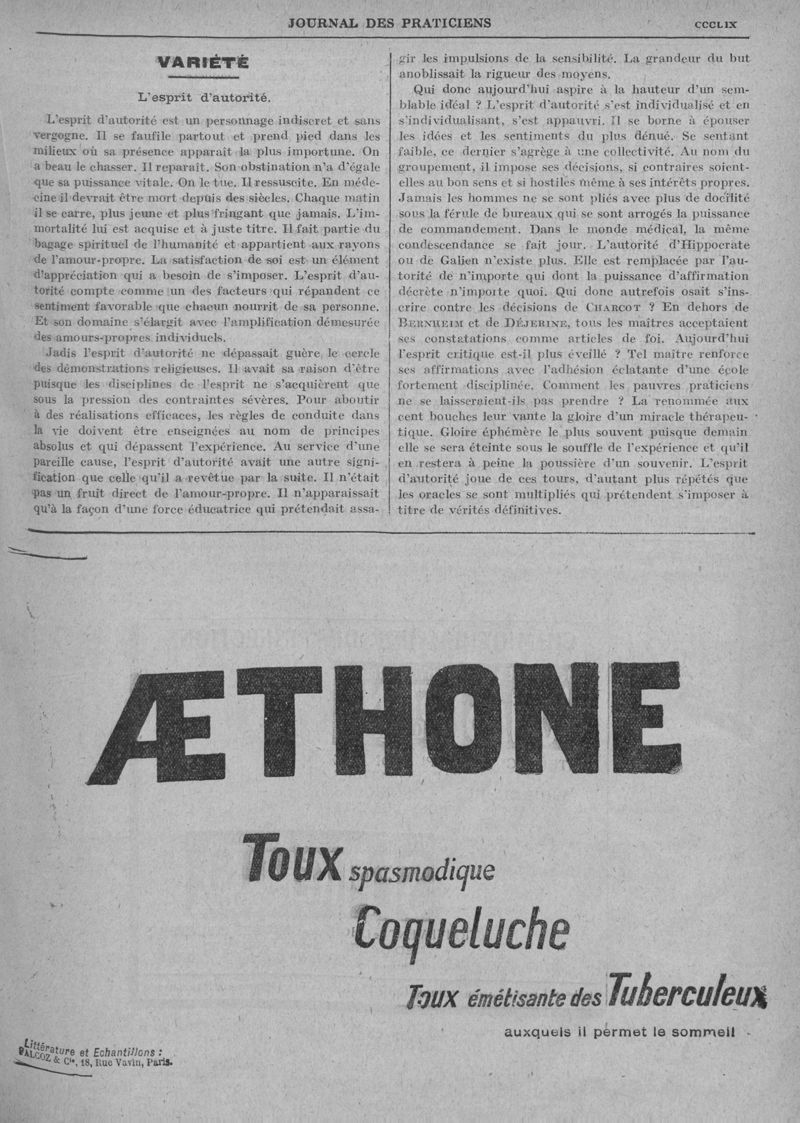 JOURNAL DES PRATICIENS
CCCLIX
VARIÉTÉ
L'esprit d'autorité.
L'esprit d'autorité est un personnage indiscret et sans
vergogne. Il se faufile partout et prend pied dans les
milieux où sa présence apparaît la plus importune. On
a beau le chasser. Il reparaît. Son obstination n'a d'égale
que sa puissance vitale. On le tue. Il ressuscite. En méde-
cine il devrait être mort depuis des siècles. Chaque matin
il se carre, plus jeune et plus fringant que jamais. L'im-
mortalité lui est acquise et à juste titre. Il fait partie du
bagage spirituel de l'humanité et appartient aux rayons
de l'amour-propre. La satisfaction de soi est un élément
d'appréciation qui a besoin de s'imposer. L'esprit d'au-
torité compte comme un des facteurs qui répandent ce
sentiment favorable que chacun nourrit de sa personne.
Et son domaine s'élargit avec l'amplification démesurée
des amours-propres individuels.
Jadis l'esprit d'autorité ne dépassait guère le cercle
des démonstrations religieuses. Il avait sa raison d'être
puisque les disciplines de l'esprit ne s'acquièrent que
sous la pression des contraintes sévères. Pour aboutir
à des réalisations efficaces, les règles de conduite dans
la vie doivent être enseignées au nom de principes
absolus et qui dépassent l'expérience. Au service d'une
pareille cause, l'esprit d'autorité avait une autre signi-
fication que celle qu'il a revêtue par la suite. Il n'était
pas un fruit direct de l'amour-propre. Il n'apparaissait
qu'à la façon d'une force éducatrice qui prétendait assa-
gir les impulsions de la sensibilité. La grandeur du but
anoblissait la rigueur des moyens.
Qui donc aujourd'hui aspire à la hauteur d'un sem-
blable idéal ? L'esprit d'autorité s'est individualisé et en
s'individualisant, s'est appauvri. Il se borne à épouser
les idées et les sentiments du plus dénué. Se sentant
faible, ce dernier s'agrège à une collectivité. Au nom du
groupement, il impose ses décisions, si contraires soient-
elles au bon sens et si hostiles même à ses intérêts propres.
Jamais les hommes ne se sont pliés avec plus de docilité
sous la férule de bureaux qui se sont arrogés la puissance
de commandement. Dans le monde médical, la même
condescendance se fait jour. L'autorité d'Hippocrate
ou de Galien n'existe plus. Elle est remplacée par l'au-
torité de n'importe qui dont la puissance d'affirmation
décrète n'importe quoi. Qui donc autrefois osait s'ins-
crire contre les décisions de CHARCOT ? En dehors de
BERNHEIM et de DÉJERINE, tous les maîtres acceptaient
ses constatations comme articles de foi. Aujourd'hui
l'esprit critique est-il plus éveillé ? Tel maître renforce
ses affirmations avec l'adhésion éclatante d'une école
fortement disciplinée. Comment les pauvres praticiens
ne se laisseraient-ils pas prendre ? La renommée aux
cent bouches leur vante la gloire d'un miracle thérapeu-
tique. Gloire éphémère le plus souvent puisque demain
elle se sera éteinte sous le souffle de l'expérience et qu'il
en restera à peine la poussière d'un souvenir. L'esprit
d'autorité joue de ces tours, d'autant plus répétés que
les oracles se sont multipliés qui prétendent s'imposer à
titre de vérités définitives.
ÆTHONE
Toux spasmodique
Coqueluche
Toux émétisante des Tuberculeux
auxquels il permet le sommeil
Littérature et Echantillons :
FALCOZ & Cie, 18, Rue Vavin, Paris.